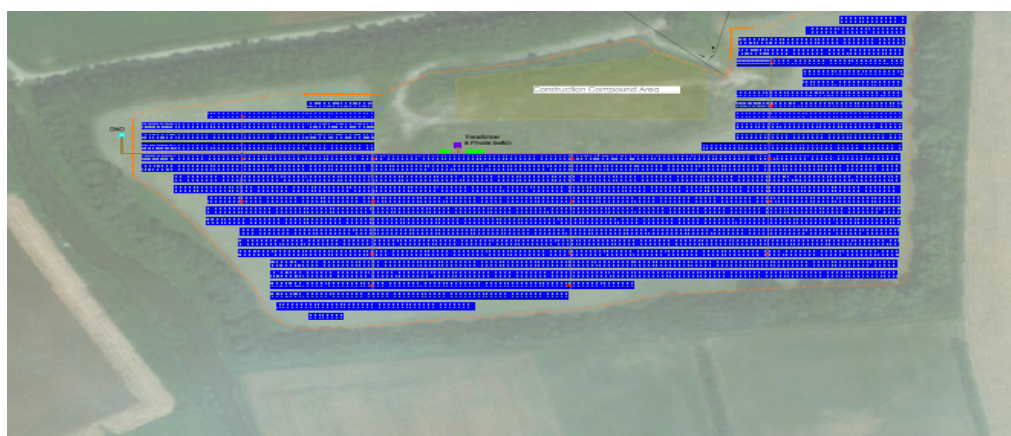 Construction Compound Area
Transformer
& Private Switch
DNO